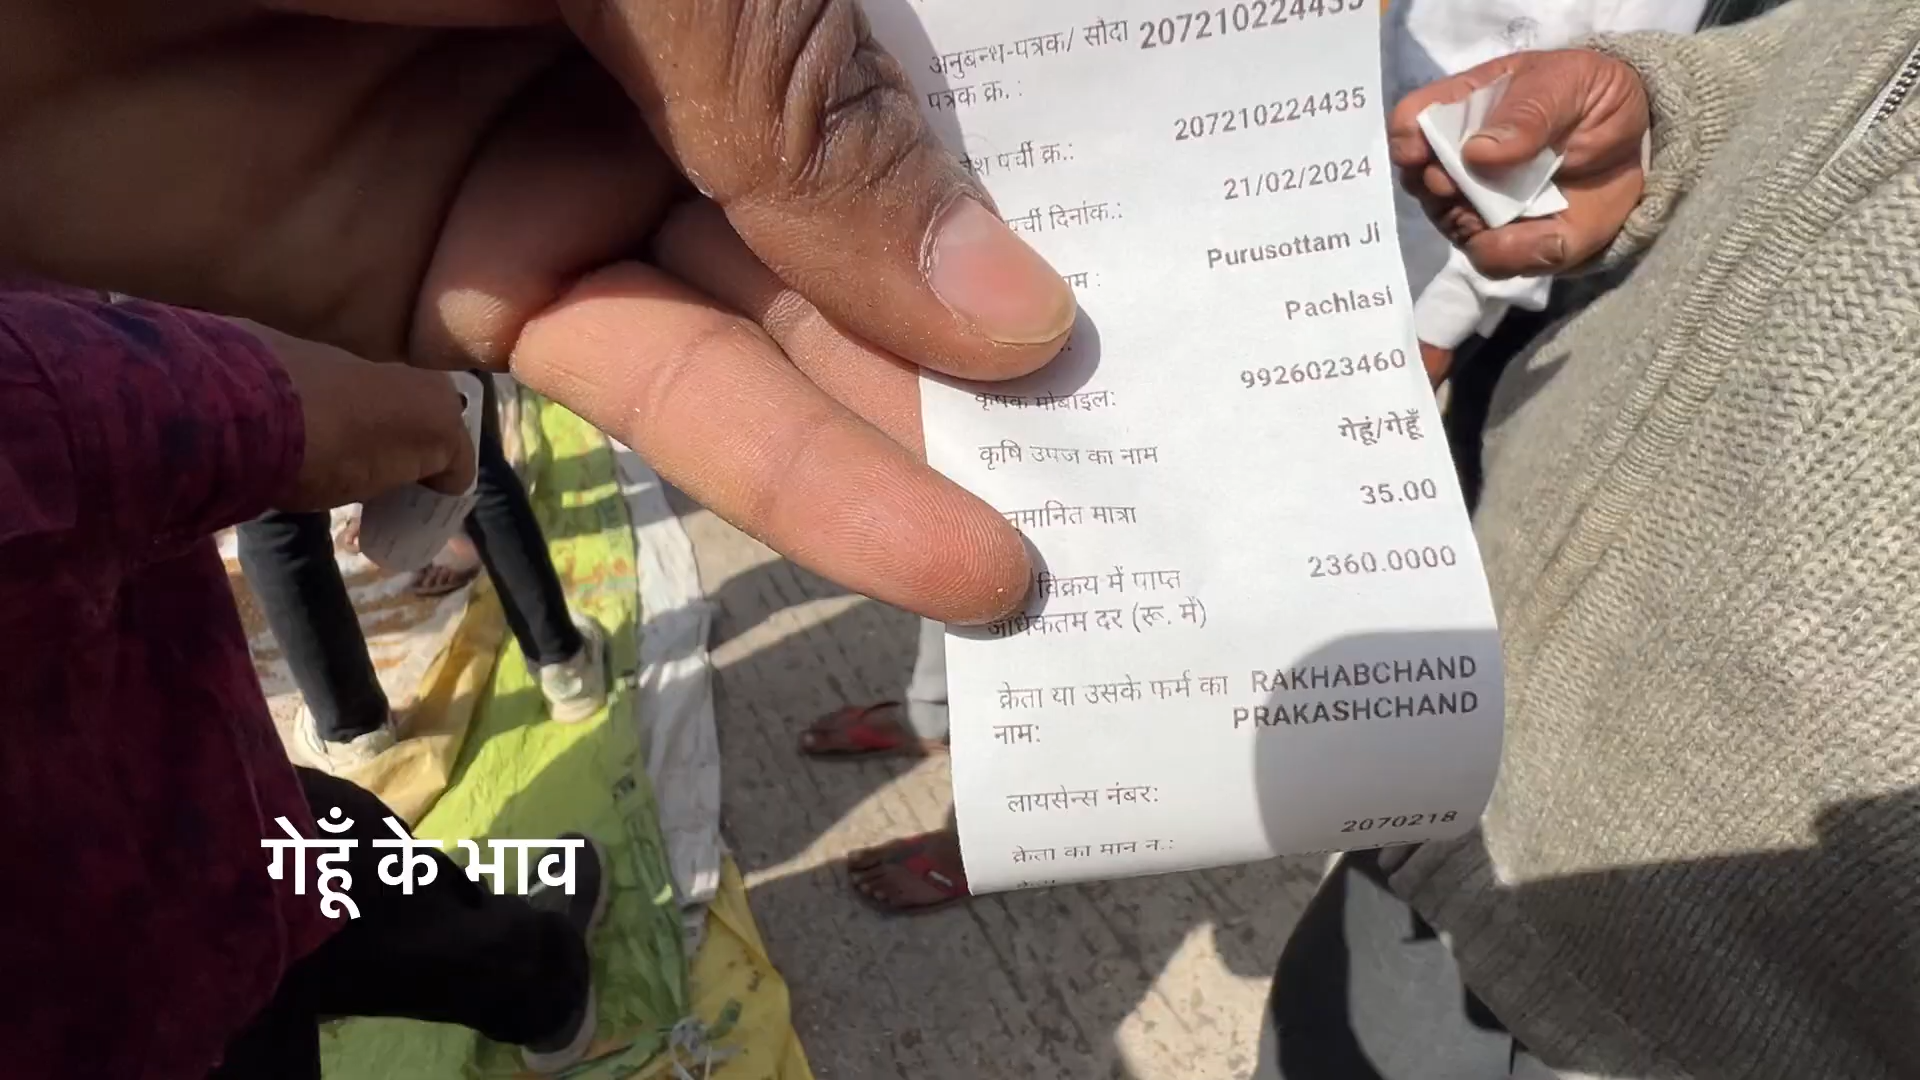 अनुबन्ध-पत्रक/ सौदा
पत्रक क्र. :
पर्ची क्र.: 207210224435
दिनांक.: 21/02/2024
Purusottam Ji
Pachlasi
कृषक मोबाइल: 9926023460
कृषि उपज का नाम गेहूं/गेहूँ
मात्रा 35.00
विक्रय में पाप्त 2360.0000
अधिकतम दर (रू. में)
क्रेता या उसके फर्म का RAKHABCHAND
नाम: PRAKASHCHAND
लायसेन्स नंबर:
2070218
गेहूँ के भाव